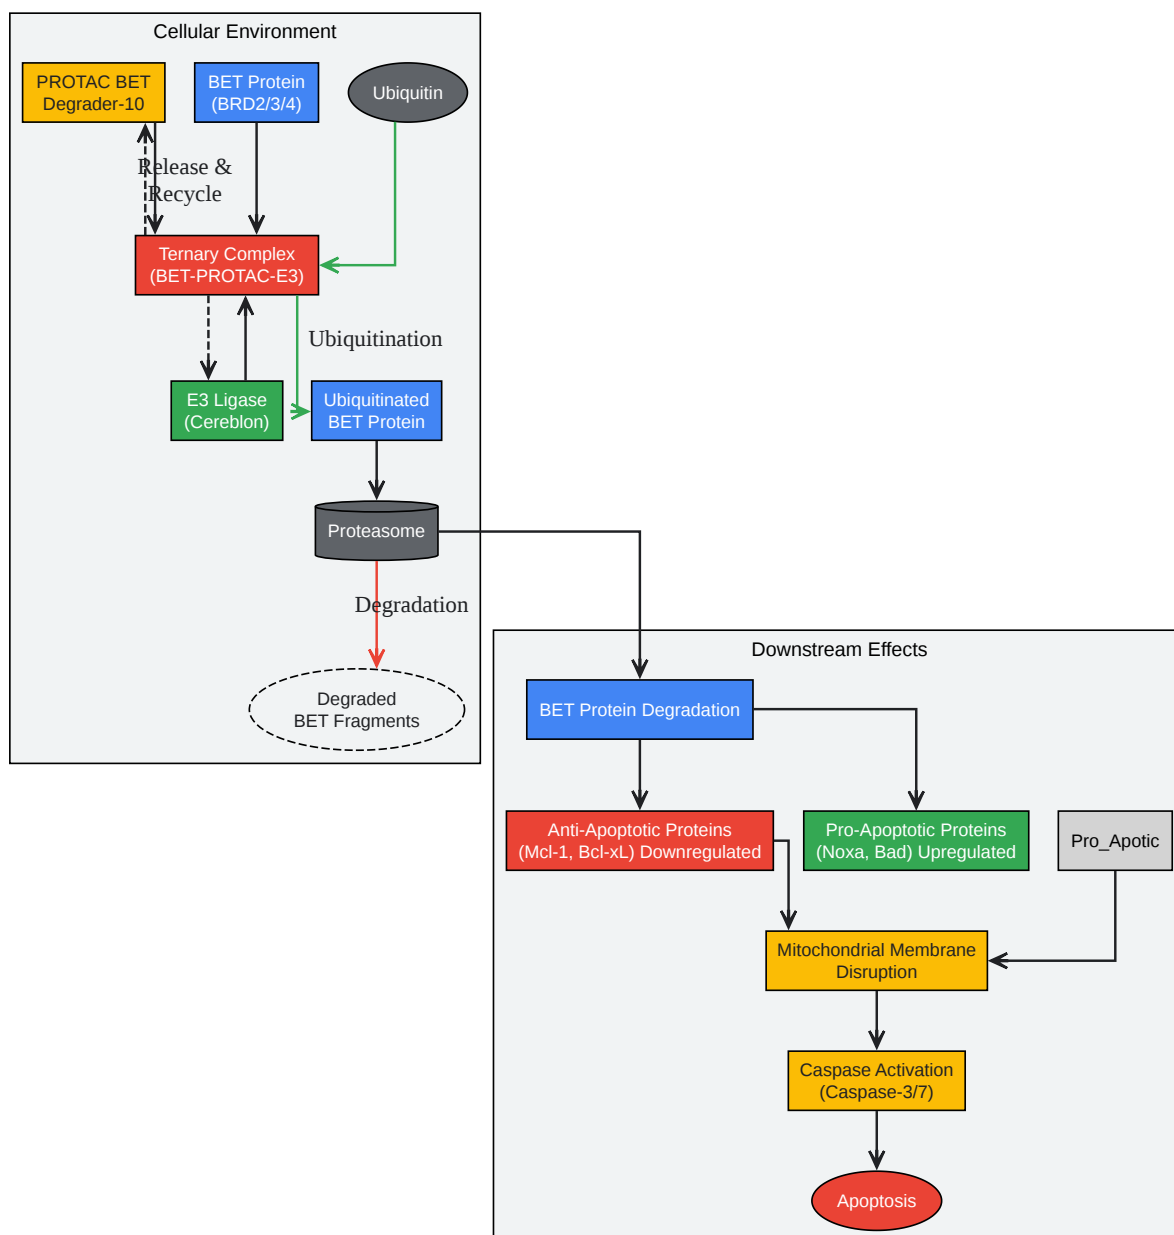 Cellular Environment
PROTAC BET
Degrader-10
BET Protein
(BRD2/3/4)
Ubiquitin
Release &
Recycle
Ternary Complex
(BET-PROTAC-E3)
Ubiquitination
E3 Ligase
(Cereblon)
Ubiquitinated
BET Protein
Proteasome
Degradation
Degraded
BET Fragments
Downstream Effects
BET Protein Degradation
Anti-Apoptotic Proteins
(Mcl-1, Bcl-xL) Downregulated
Pro-Apoptotic Proteins
(Noxa, Bad) Upregulated
Pro_Apotic
Mitochondrial Membrane
Disruption
Caspase Activation
(Caspase-3/7)
Apoptosis